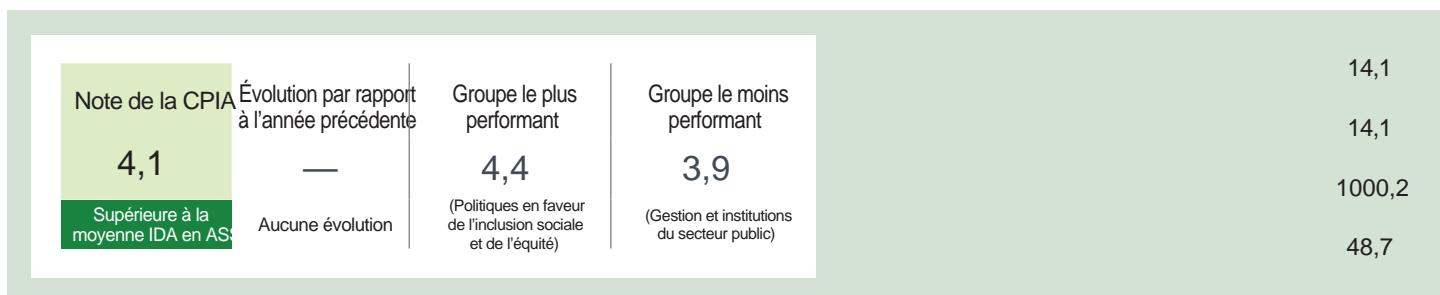 Note de la CPIA
4,1
Supérieure à la
moyenne IDA en ASS
Évolution par rapport
à l’année précédente
—
Aucune évolution
Groupe le plus
performant
4,4
(Politiques en faveur
de l’inclusion sociale
et de l’équité)
Groupe le moins
performant
3,9
(Gestion et institutions
du secteur public)
14,1
14,1
1000,2
48,7